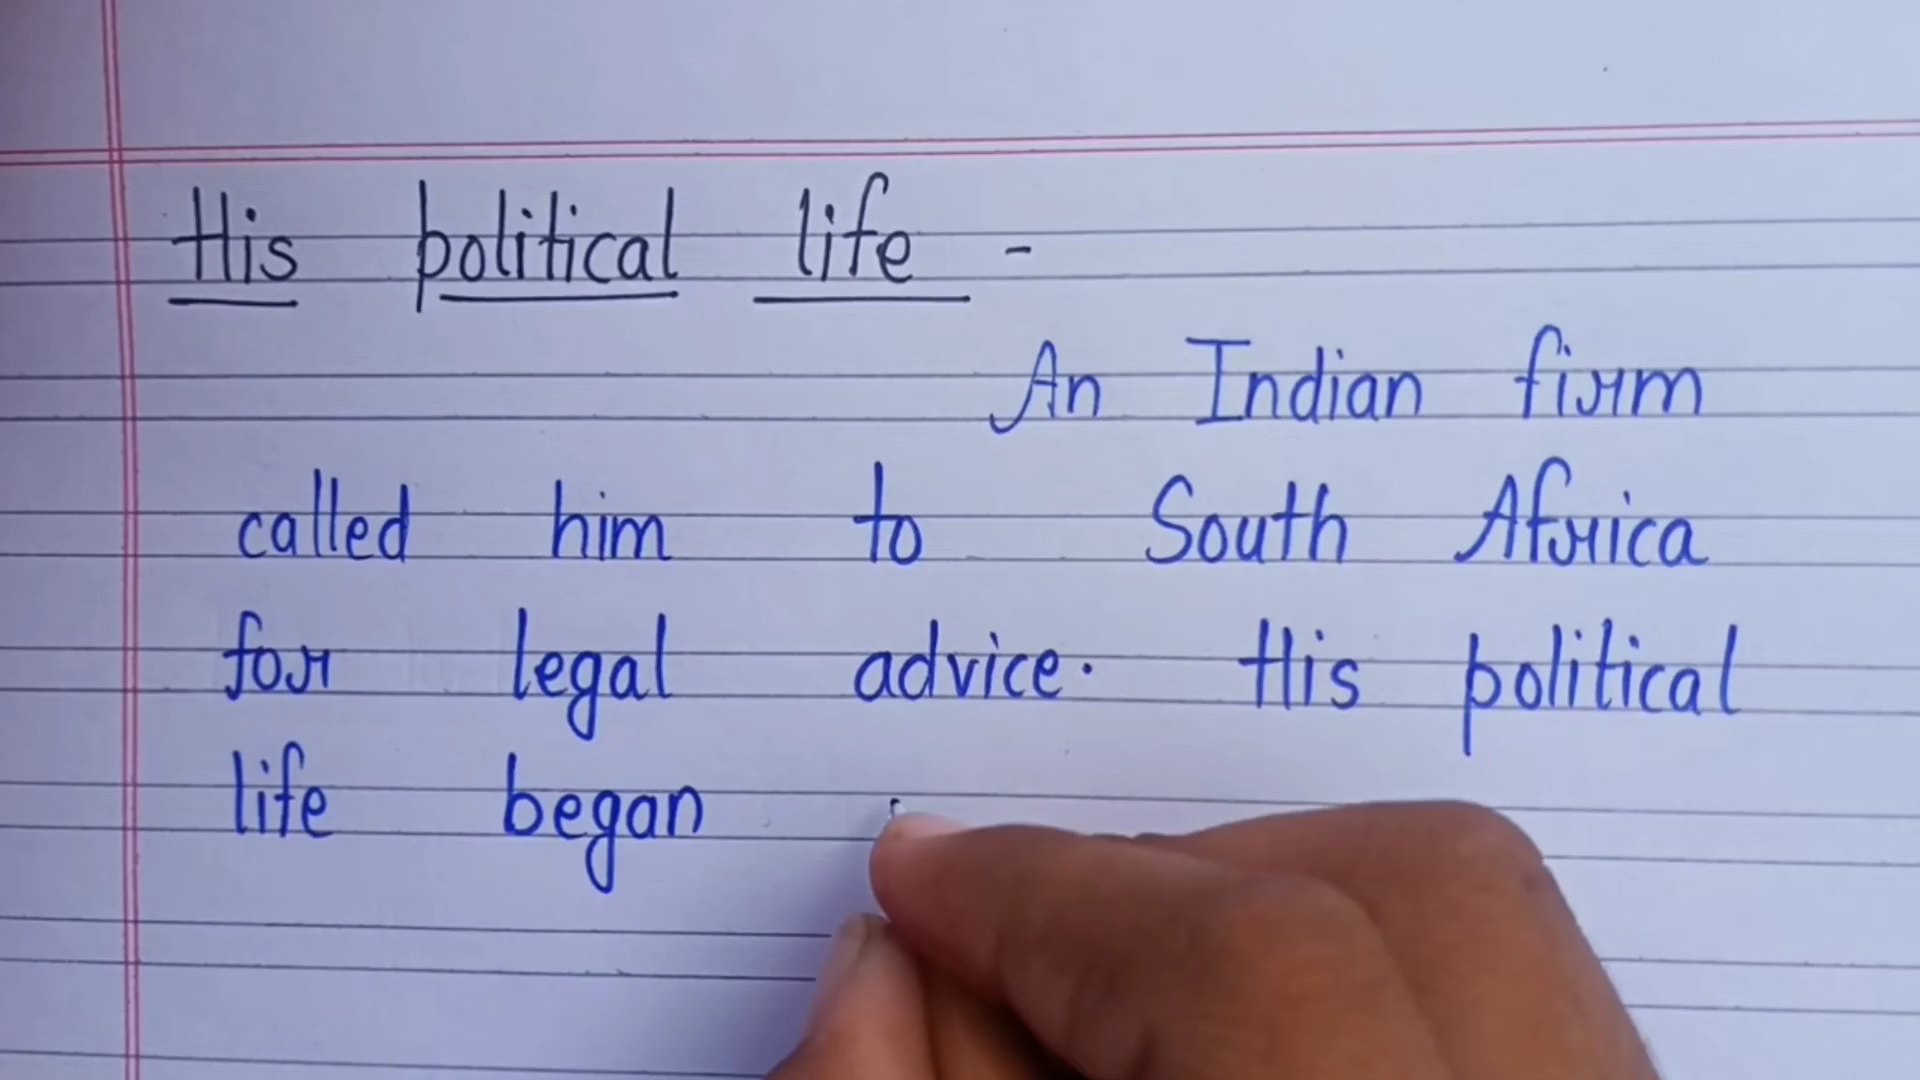 His political life -
An Indian firm
called him to South Africa
for legal advice. His political
life began